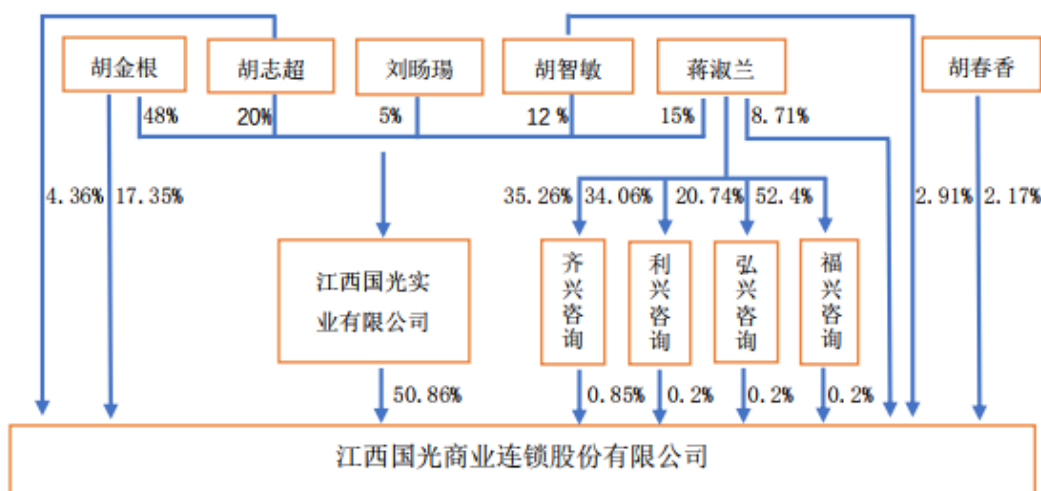 胡金根
胡志超
刘旸瑒
胡智敏
蒋淑兰
胡春香
48%
20%
5%
12%
15%
8.71%
4.36%
17.35%
35.26%
34.06%
20.74%
52.4%
2.91%
2.17%
江西国光实
业有限公司
齐兴咨询
利兴咨询
弘兴咨询
福兴咨询
50.86%
0.85%
0.2%
0.2%
0.2%
江西国光商业连锁股份有限公司